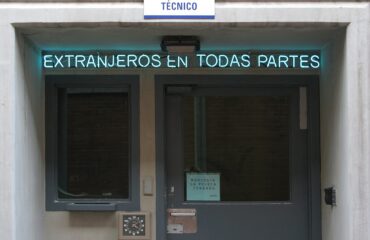 TÉCNICO
EXTRANJEROS EN TODAS PARTES